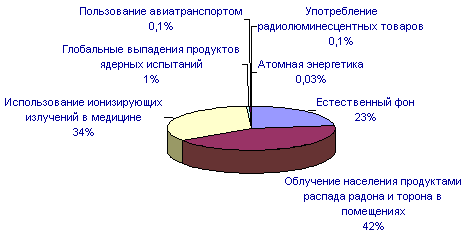 Пользование авиатранспортом
0,1%
Употребление
радиолюминесцентных товаров
0,1%
Глобальные выпадения продуктов
ядерных испытаний
1%
Атомная энергетика
0,03%
Использование ионизирующих
излучений в медицине
34%
Естественный фон
23%
Облучение населения продуктами
распада радона и торона в
помещениях
42%